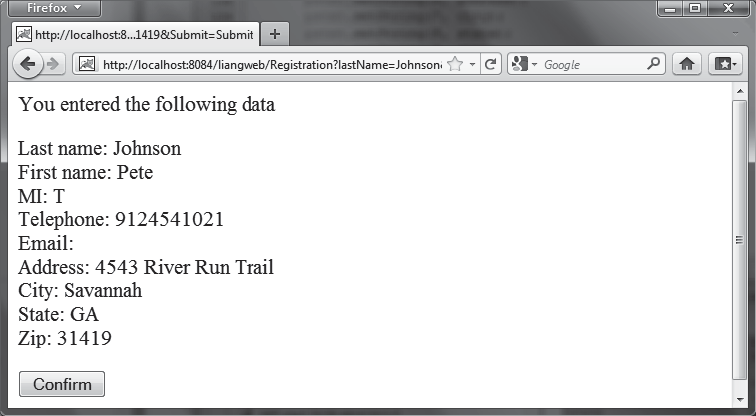 Firefox
http://localhost:8...1419&Submit=Submit
http://localhost:8084/liangweb/Registration?lastName=Johnson&
Google
You entered the following data
Last name: Johnson
First name: Pete
MI: T
Telephone: 9124541021
Email:
Address: 4543 River Run Trail
City: Savannah
State: GA
Zip: 31419
Confirm